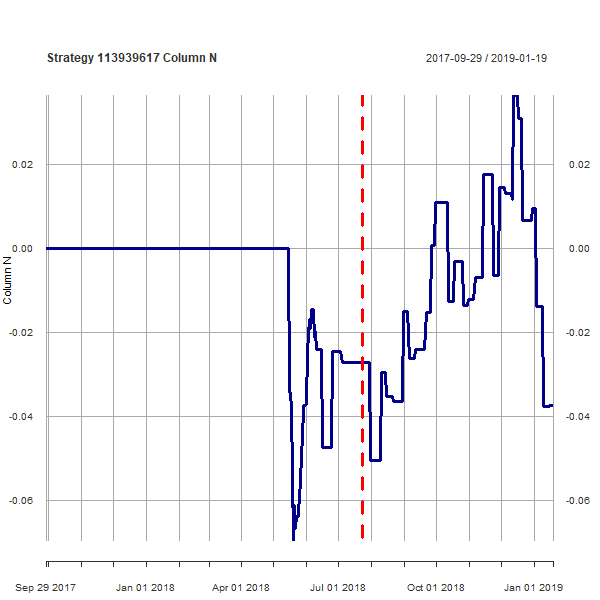 Strategy 113939617 Column N
2017-09-29 / 2019-01-19
0.02
0.02
0.00
0.00
Column N
-0.02
-0.02
-0.04
-0.04
-0.06
-0.06
Sep 29 2017
Jan 01 2018
Apr 01 2018
Jul 01 2018
Oct 01 2018
Jan 01 2019